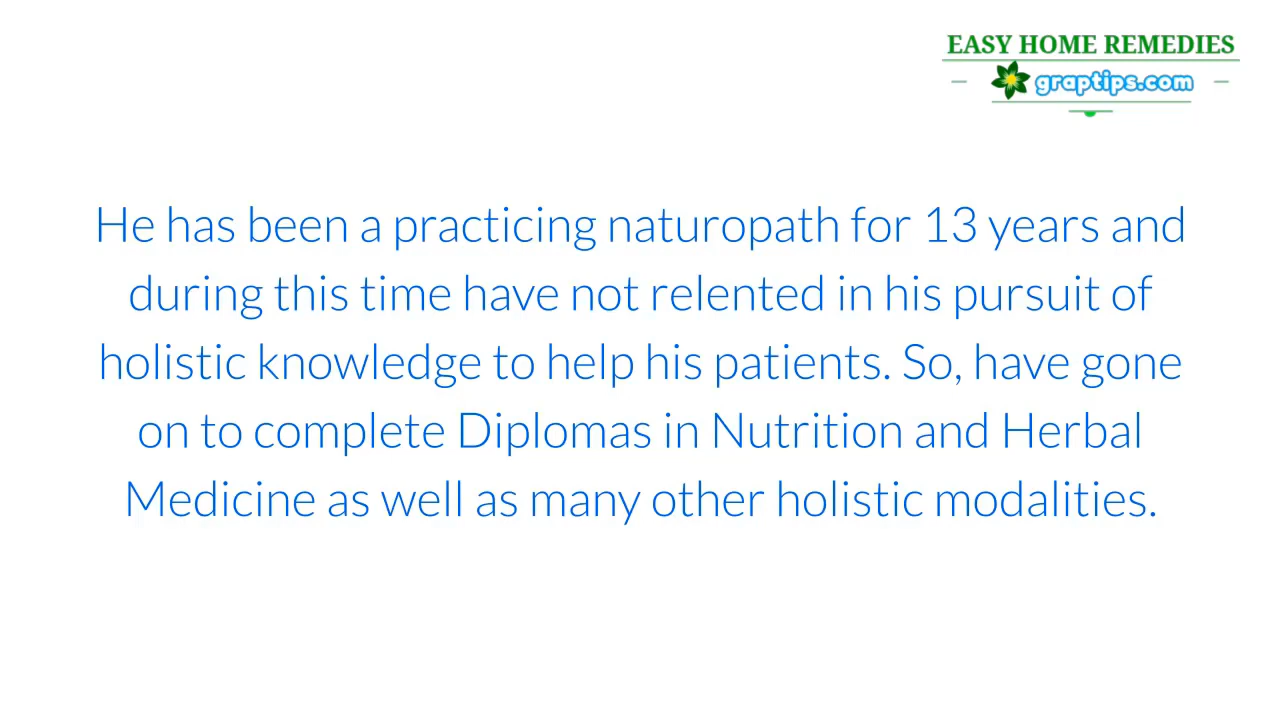 EASY HOME REMEDIES
graptips.com
He has been a practicing naturopath for 13 years and
during this time have not relented in his pursuit of
holistic knowledge to help his patients. So, have gone
on to complete Diplomas in Nutrition and Herbal
Medicine as well as many other holistic modalities.